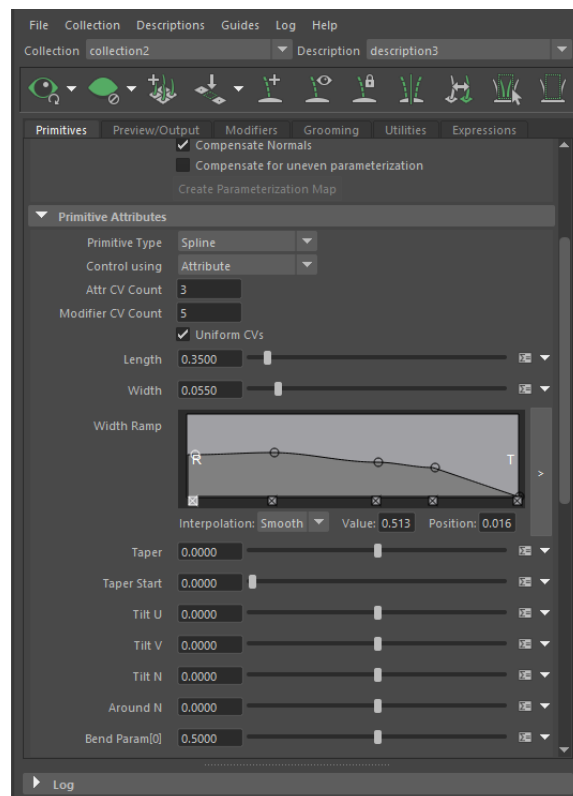 File Collection Descriptions Guides Log Help
Collection collection2 Description description3
Primitives Preview/Output Modifiers Grooming Utilities Expressions
Compensate Normals
Compensate for uneven parameterization
Create Parameterization Map
Primitive Attributes
Primitive Type Spline
Control using Attribute
Attr CV Count 3
Modifier CV Count 5
Uniform CVs
Length 0.3500
Width 0.0550
Width Ramp
R T
>
Interpolation: Smooth Value: 0.513 Position: 0.016
Taper 0.0000
Taper Start 0.0000
Tilt U 0.0000
Tilt V 0.0000
Tilt N 0.0000
Around N 0.0000
Bend Param[0] 0.5000
Log